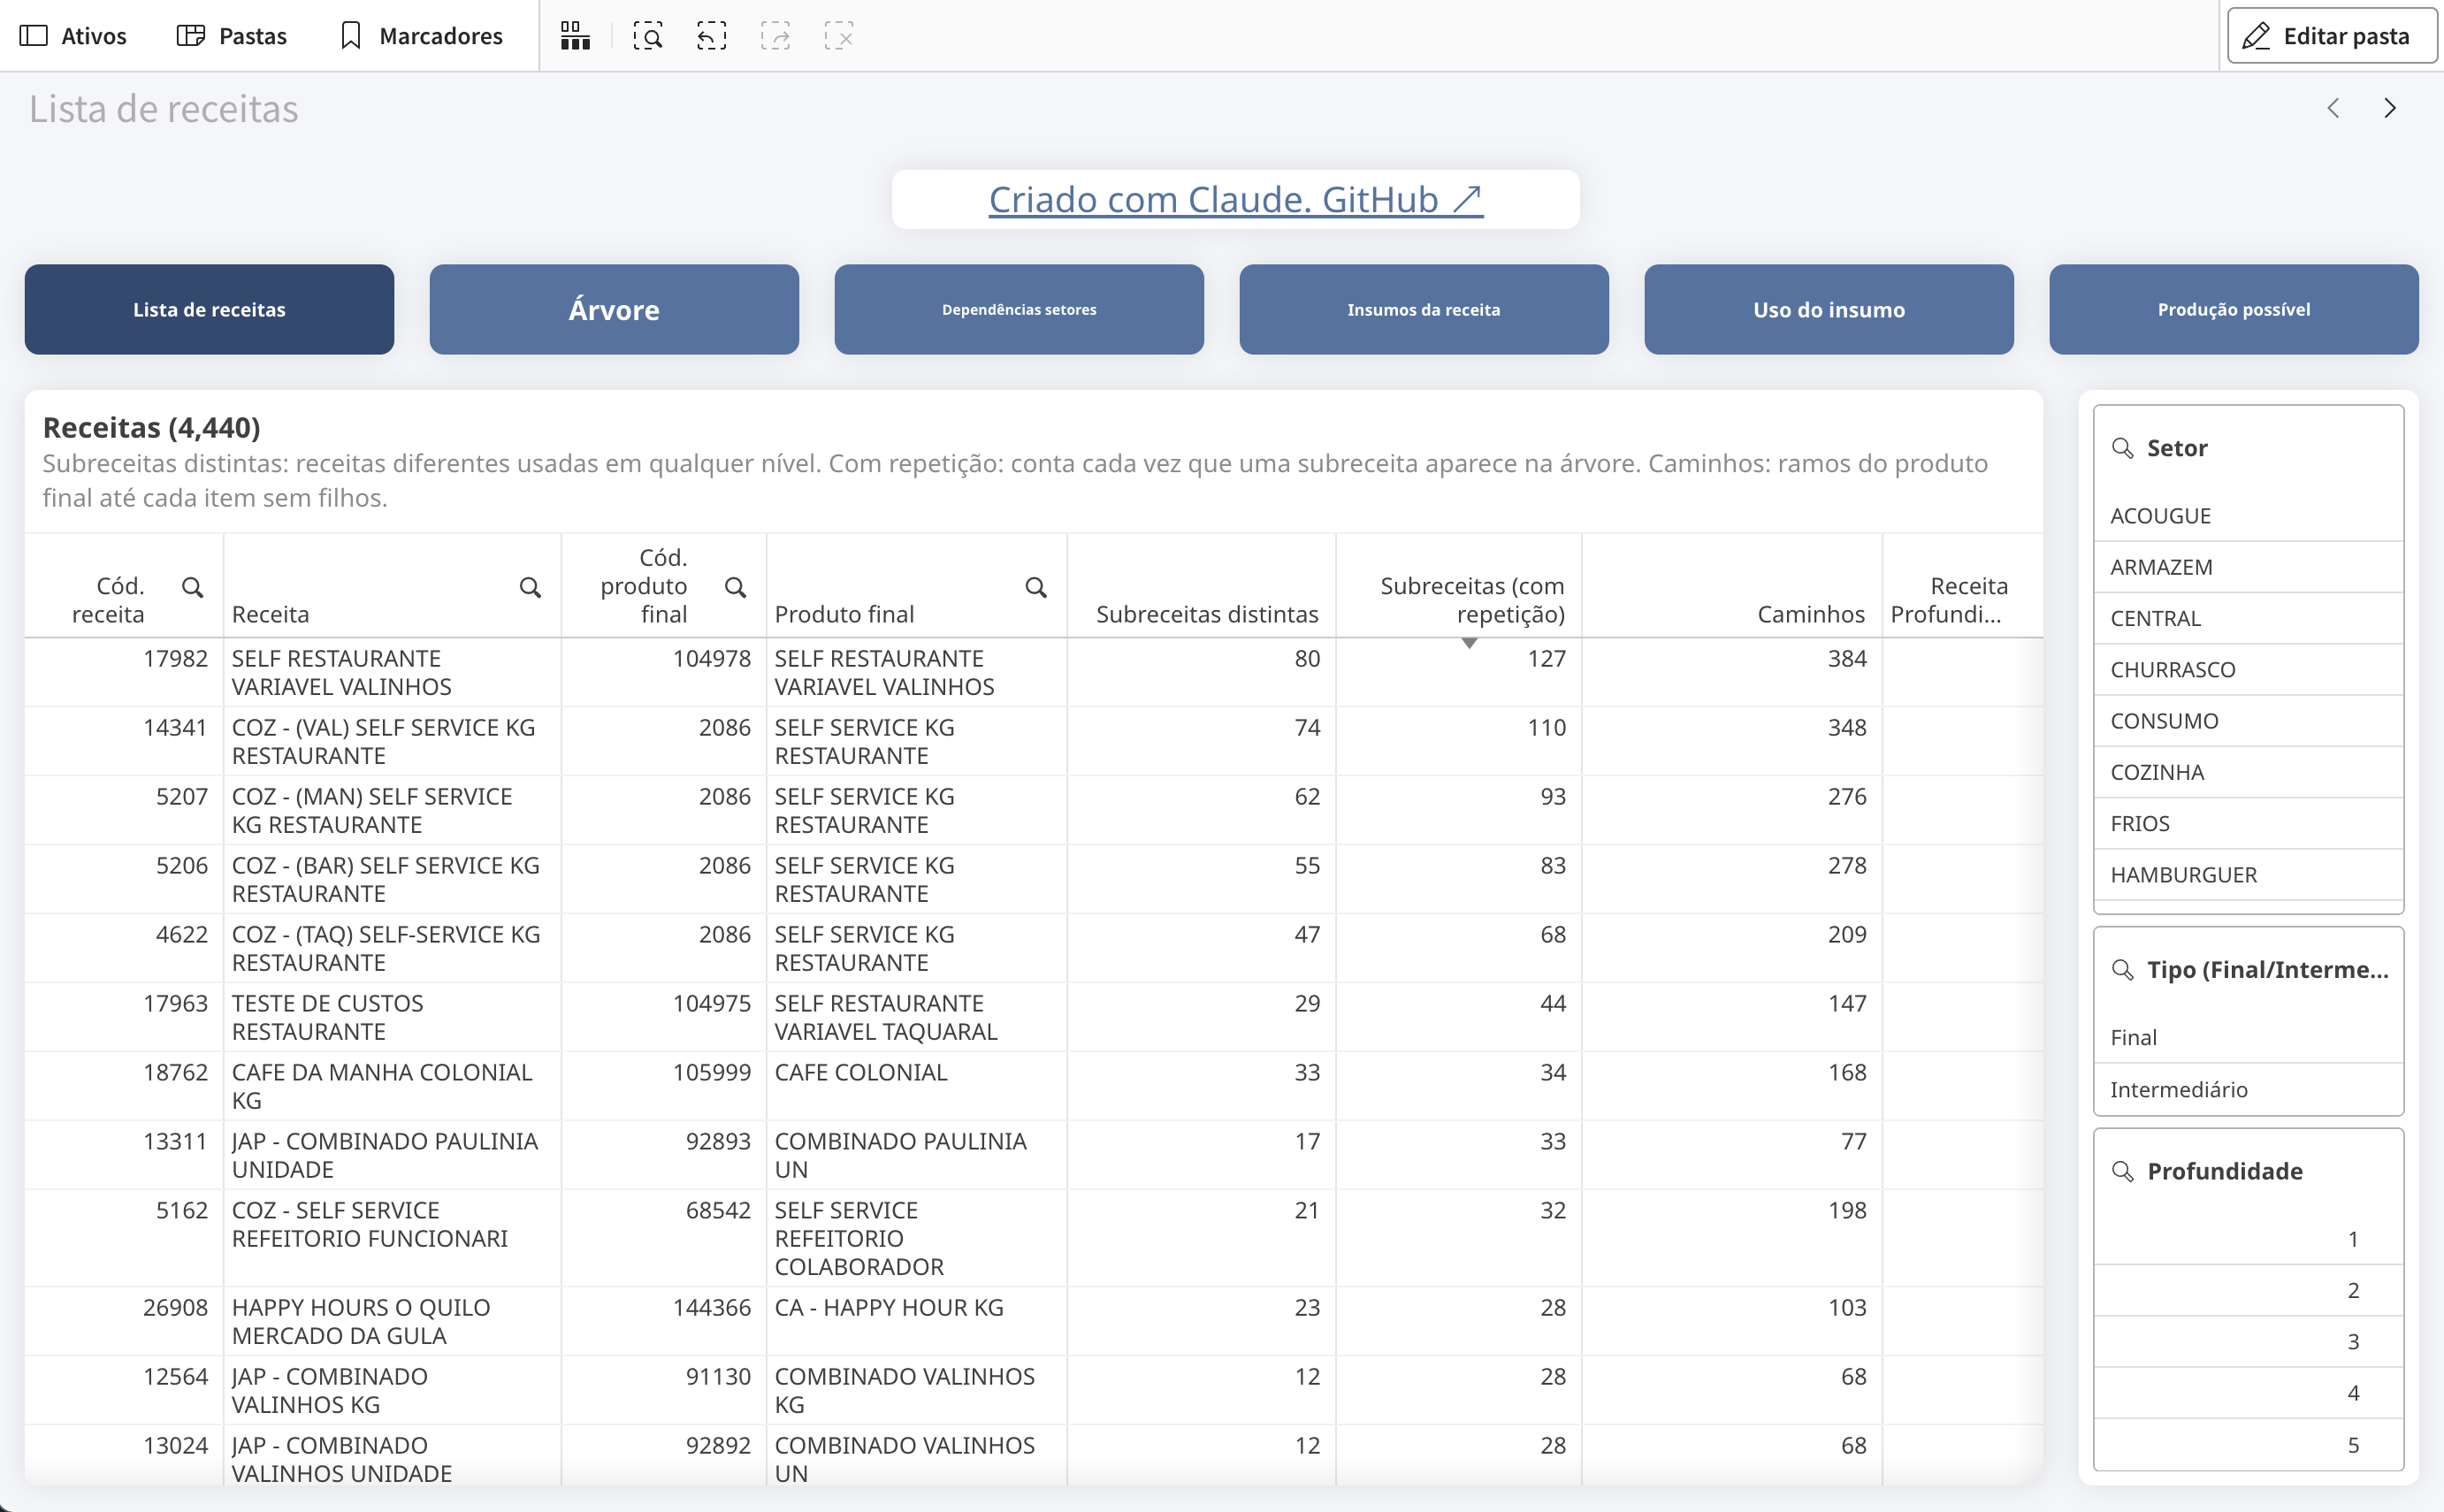 Ativos
Pastas
Marcadores
Editar pasta
Lista de receitas
Criado com Claude. GitHub ↗
Lista de receitas
Árvore
Dependências setores
Insumos da receita
Uso do insumo
Produção possível
Receitas (4,440)
Subreceitas distintas: receitas diferentes usadas em qualquer nível. Com repetição: conta cada vez que uma subreceita aparece na árvore. Caminhos: ramos do produto
final até cada item sem filhos.
Cód.
receita
Receita
Cód.
produto
final
Produto final
Subreceitas distintas
Subreceitas (com
repetição)
Caminhos
Receita
Profundi...
17982
SELF RESTAURANTE
VARIAVEL VALINHOS
104978
SELF RESTAURANTE
VARIAVEL VALINHOS
80
127
384
14341
COZ - (VAL) SELF SERVICE KG
RESTAURANTE
2086
SELF SERVICE KG
RESTAURANTE
74
110
348
5207
COZ - (MAN) SELF SERVICE
KG RESTAURANTE
2086
SELF SERVICE KG
RESTAURANTE
62
93
276
5206
COZ - (BAR) SELF SERVICE KG
RESTAURANTE
2086
SELF SERVICE KG
RESTAURANTE
55
83
278
4622
COZ - (TAQ) SELF-SERVICE KG
RESTAURANTE
2086
SELF SERVICE KG
RESTAURANTE
47
68
209
17963
TESTE DE CUSTOS
RESTAURANTE
104975
SELF RESTAURANTE
VARIAVEL TAQUARAL
29
44
147
18762
CAFE DA MANHA COLONIAL
KG
105999
CAFE COLONIAL
33
34
168
13311
JAP - COMBINADO PAULINIA
UNIDADE
92893
COMBINADO PAULINIA
UN
17
33
77
5162
COZ - SELF SERVICE
REFEITORIO FUNCIONARI
68542
SELF SERVICE
REFEITORIO
COLABORADOR
21
32
198
26908
HAPPY HOURS O QUILO
MERCADO DA GULA
144366
CA - HAPPY HOUR KG
23
28
103
12564
JAP - COMBINADO
VALINHOS KG
91130
COMBINADO VALINHOS
KG
12
28
68
13024
JAP - COMBINADO
VALINHOS UNIDADE
92892
COMBINADO VALINHOS
UN
12
28
68
Setor
ACOUGUE
ARMAZEM
CENTRAL
CHURRASCO
CONSUMO
COZINHA
FRIOS
HAMBURGUER
Tipo (Final/Interme...
Final
Intermediário
Profundidade
1
2
3
4
5